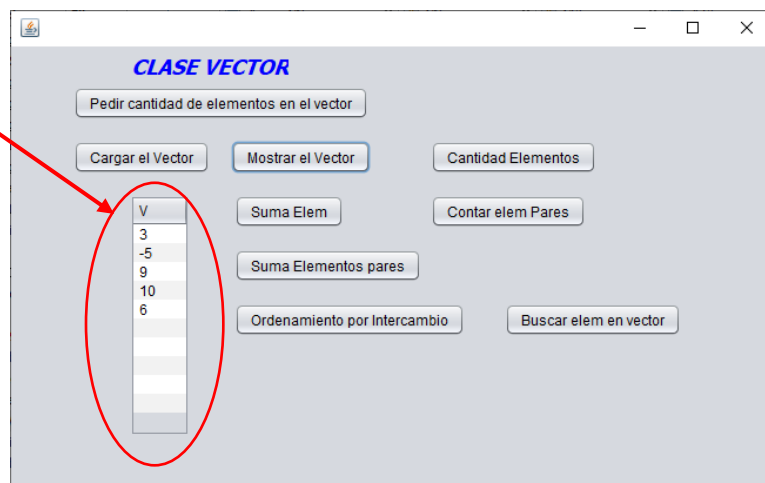 CLASE VECTOR
Pedir cantidad de elementos en el vector
Cargar el Vector
Mostrar el Vector
Cantidad Elementos
V
3
-5
9
10
6
Suma Elem
Contar elem Pares
Suma Elementos pares
Ordenamiento por Intercambio
Buscar elem en vector